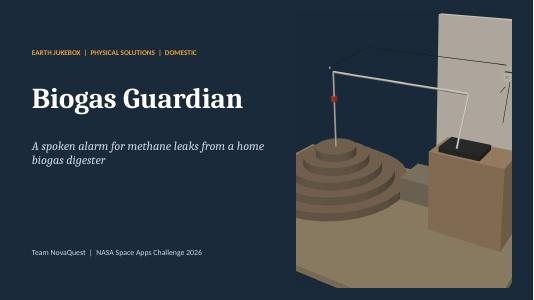 EARTH JUKEBOX | PHYSICAL SOLUTIONS | DOMESTIC
Biogas Guardian
A spoken alarm for methane leaks from a home
biogas digester
Team NovaQuest | NASA Space Apps Challenge 2026